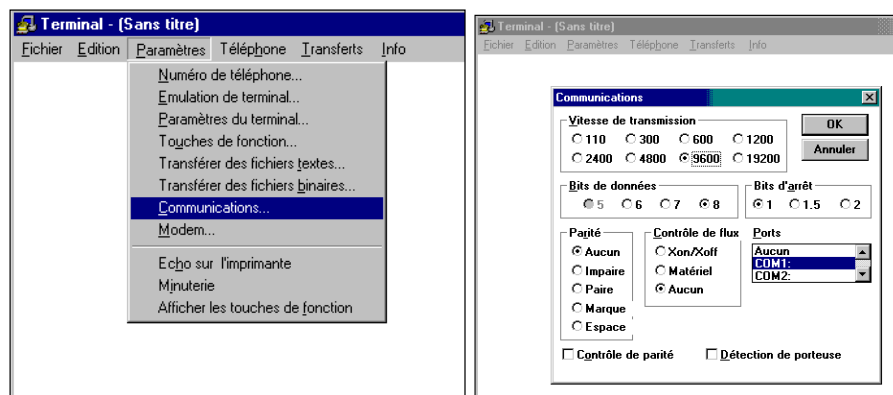 Terminal - (Sans titre)
Fichier Edition Paramètres Téléphone Transferts Info
Numéro de téléphone...
Emulation de terminal...
Paramètres du terminal...
Touches de fonction...
Transférer des fichiers textes...
Transférer des fichiers binaires...
Communications...
Modem...
Echo sur l'imprimante
Minuterie
Afficher les touches de fonction
Terminal - (Sans titre)
Fichier Edition Paramètres Téléphone Transferts Info
Communications
Vitesse de transmission
110 300 600 1200
2400 4800 9600 19200
OK
Annuler
Bits de données
5 6 7 8
Bits d'arrêt
1 1.5 2
Parité
Aucun
Impaire
Paire
Marque
Espace
Contrôle de flux
Xon/Xoff
Matériel
Aucun
Ports
Aucun
COM1:
COM2:
Contrôle de parité Détection de porteuse